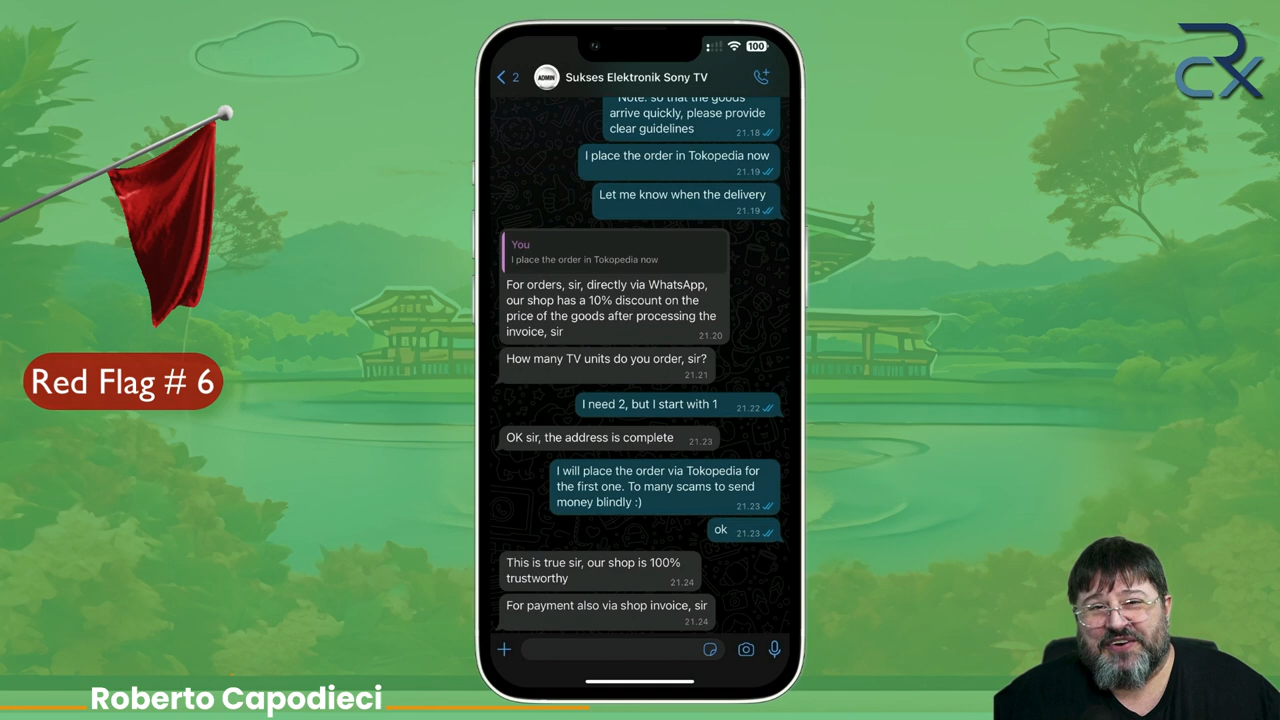 CRX
100
2
ADMIN
Sukses Elektronik Sony TV
Note: so that the goods
arrive quickly, please provide
clear guidelines
21.18
I place the order in Tokopedia now
21.19
Let me know when the delivery
21.19
You
I place the order in Tokopedia now
For orders, sir, directly via WhatsApp,
our shop has a 10% discount on the
price of the goods after processing the
invoice, sir
21.20
How many TV units do you order, sir?
21.21
I need 2, but I start with 1
21.22
OK sir, the address is complete
21.23
I will place the order via Tokopedia for
the first one. To many scams to send
money blindly :)
21.23
ok
21.23
This is true sir, our shop is 100%
trustworthy
21.24
For payment also via shop invoice, sir
21.24
Red Flag # 6
Roberto Capodieci